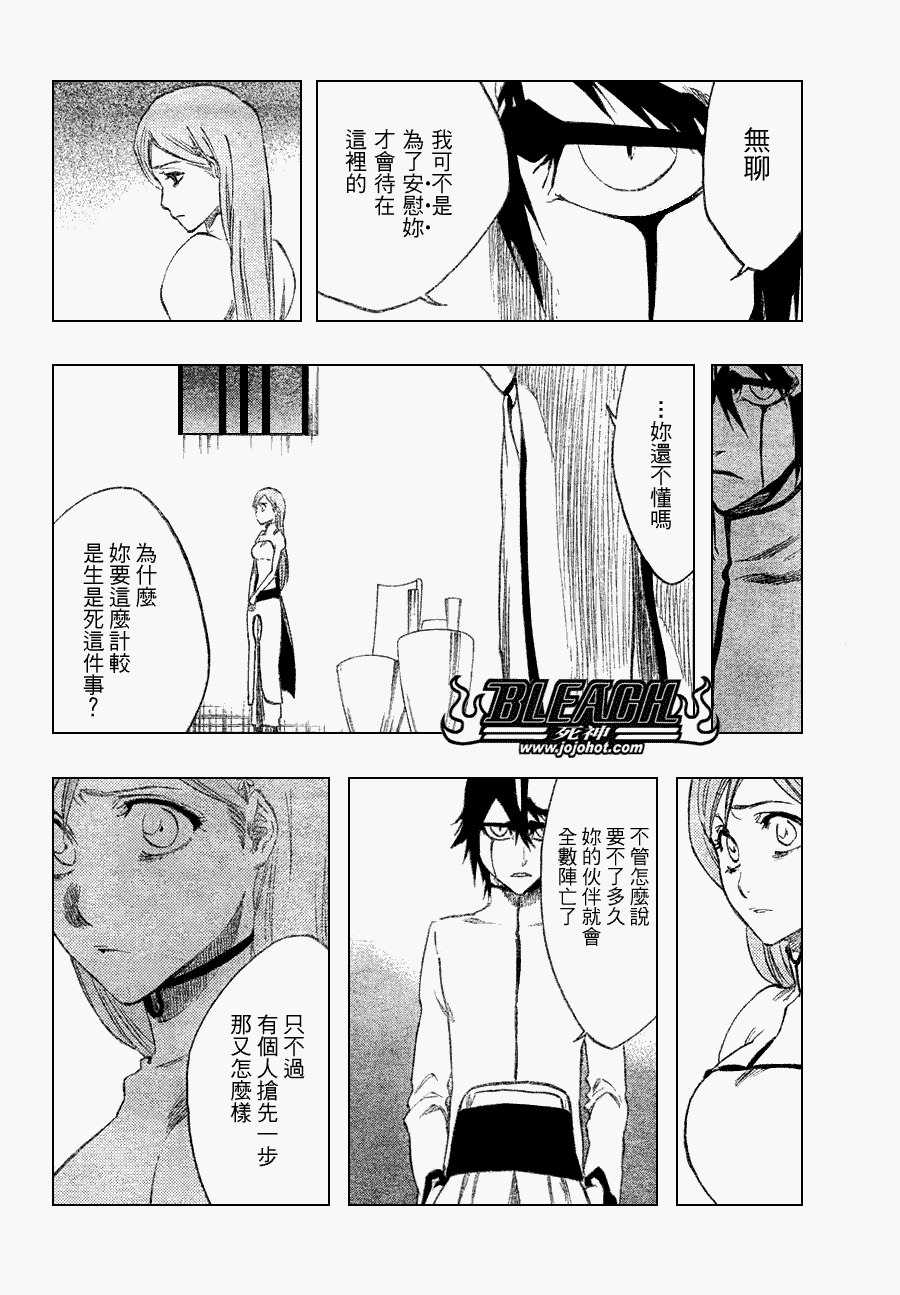 無聊
我可不是
為了安慰妳
才會待在
這裡的
…妳還不懂嗎
為什麼
妳要這麼計較
是生是死這件事？
BLEACH
死神
www.jojohot.com
不管怎麼說
要不了多久
妳的伙伴就會
全數陣亡了
只不過
有個人搶先一步
那又怎麼樣